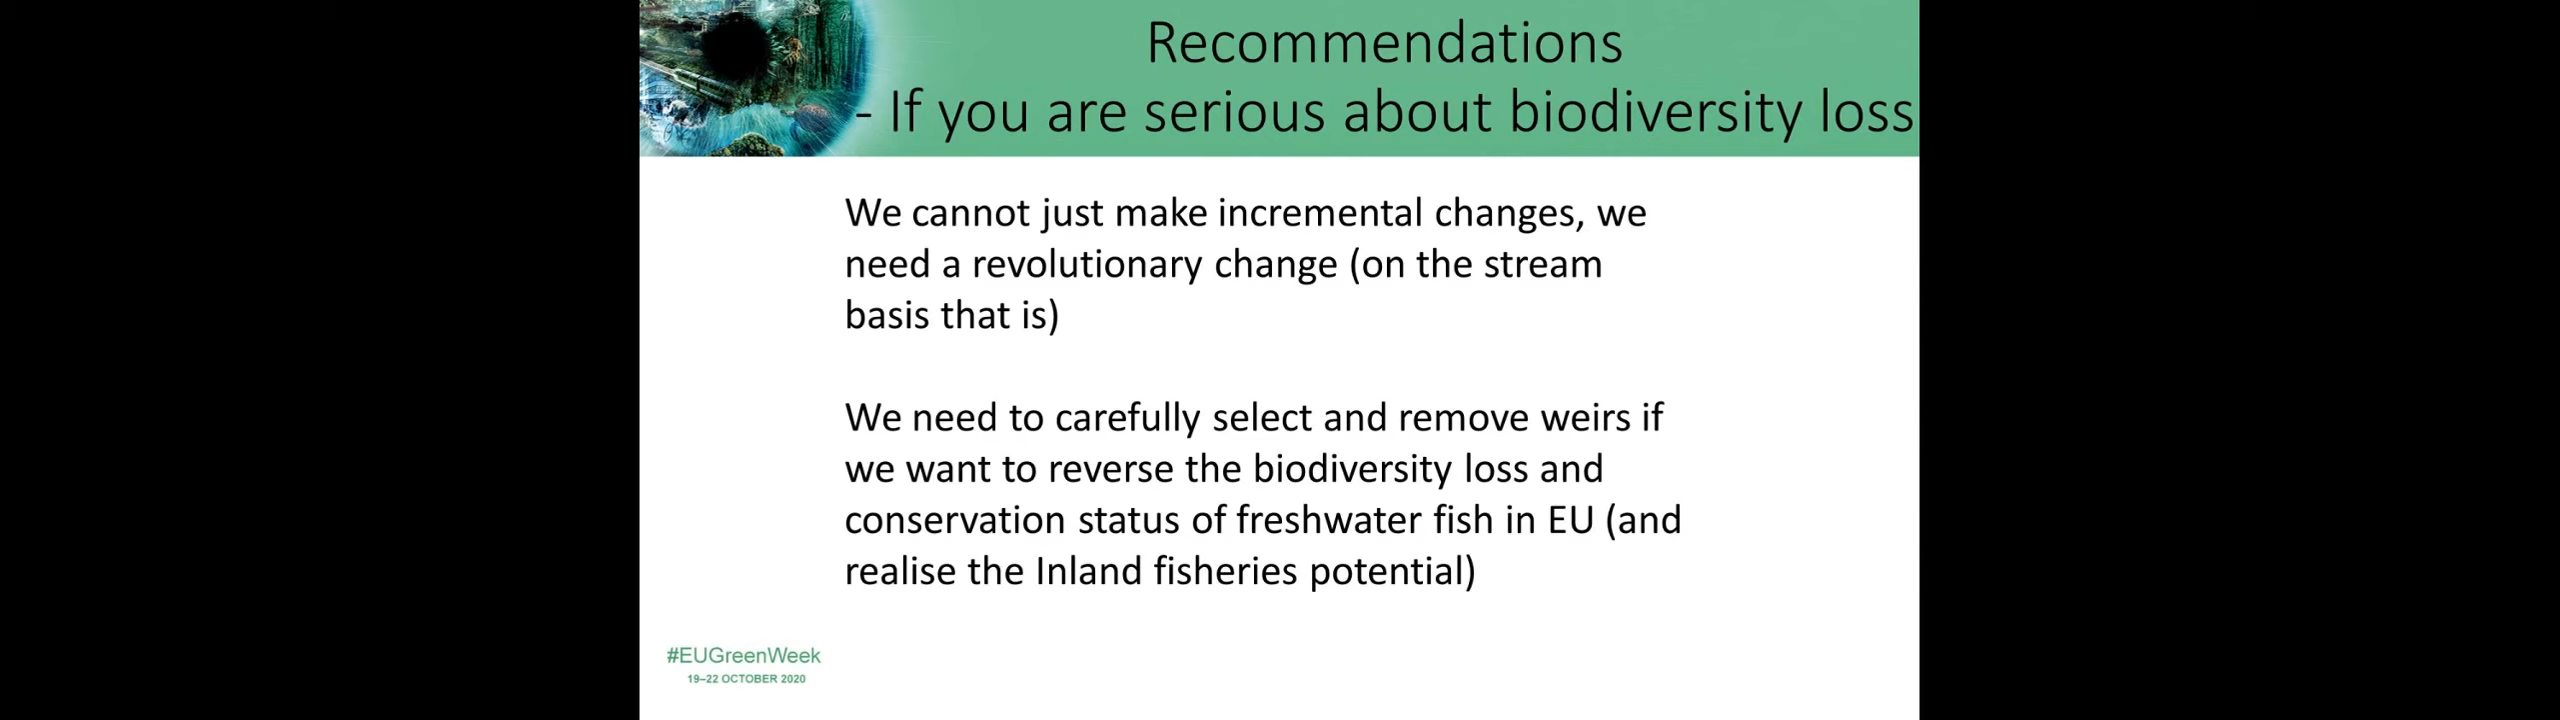 Recommendations
- If you are serious about biodiversity loss
We cannot just make incremental changes, we
need a revolutionary change (on the stream
basis that is)
We need to carefully select and remove weirs if
we want to reverse the biodiversity loss and
conservation status of freshwater fish in EU (and
realise the Inland fisheries potential)
#EUGreenWeek
19–22 OCTOBER 2020